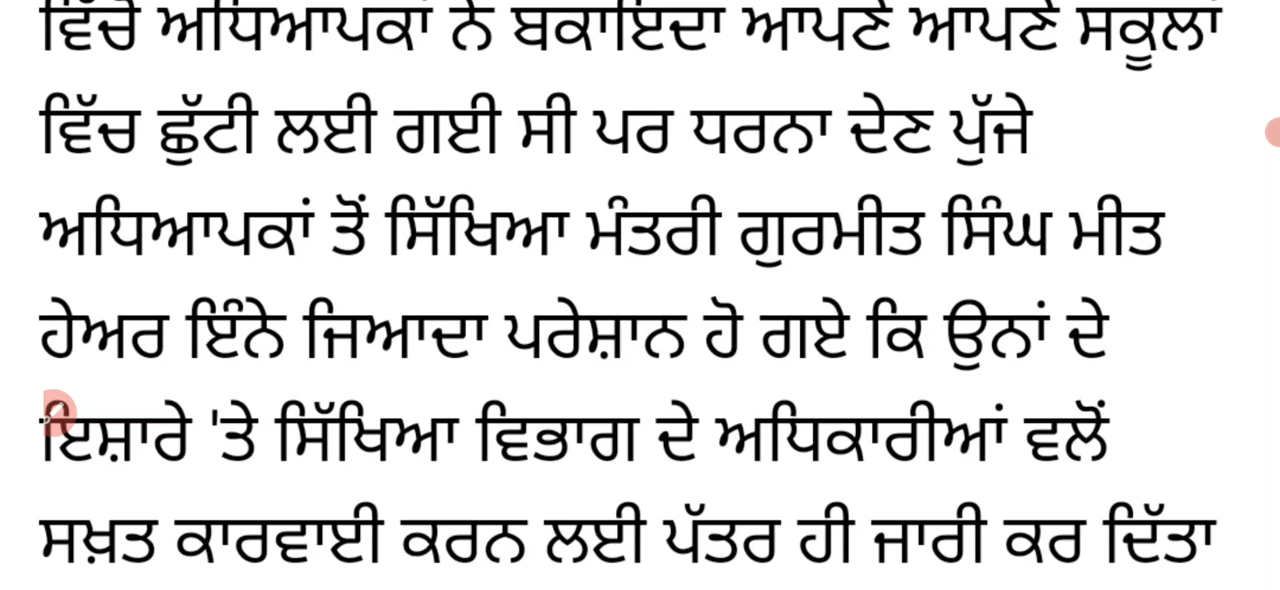 ਵਿੱਚੋਂ ਅਧਿਆਪਕਾਂ ਨੇ ਬਕਾਇਦਾ ਆਪਣੇ ਆਪਣੇ ਸਕੂਲਾਂ
ਵਿੱਚ ਛੁੱਟੀ ਲਈ ਗਈ ਸੀ ਪਰ ਧਰਨਾ ਦੇਣ ਪੁੱਜੇ
ਅਧਿਆਪਕਾਂ ਤੋਂ ਸਿੱਖਿਆ ਮੰਤਰੀ ਗੁਰਮੀਤ ਸਿੰਘ ਮੀਤ
ਹੇਅਰ ਇੰਨੇ ਜਿਆਦਾ ਪਰੇਸ਼ਾਨ ਹੋ ਗਏ ਕਿ ਉਨਾਂ ਦੇ
ਇਸ਼ਾਰੇ 'ਤੇ ਸਿੱਖਿਆ ਵਿਭਾਗ ਦੇ ਅਧਿਕਾਰੀਆਂ ਵਲੋਂ
ਸਖ਼ਤ ਕਾਰਵਾਈ ਕਰਨ ਲਈ ਪੱਤਰ ਹੀ ਜਾਰੀ ਕਰ ਦਿੱਤਾ